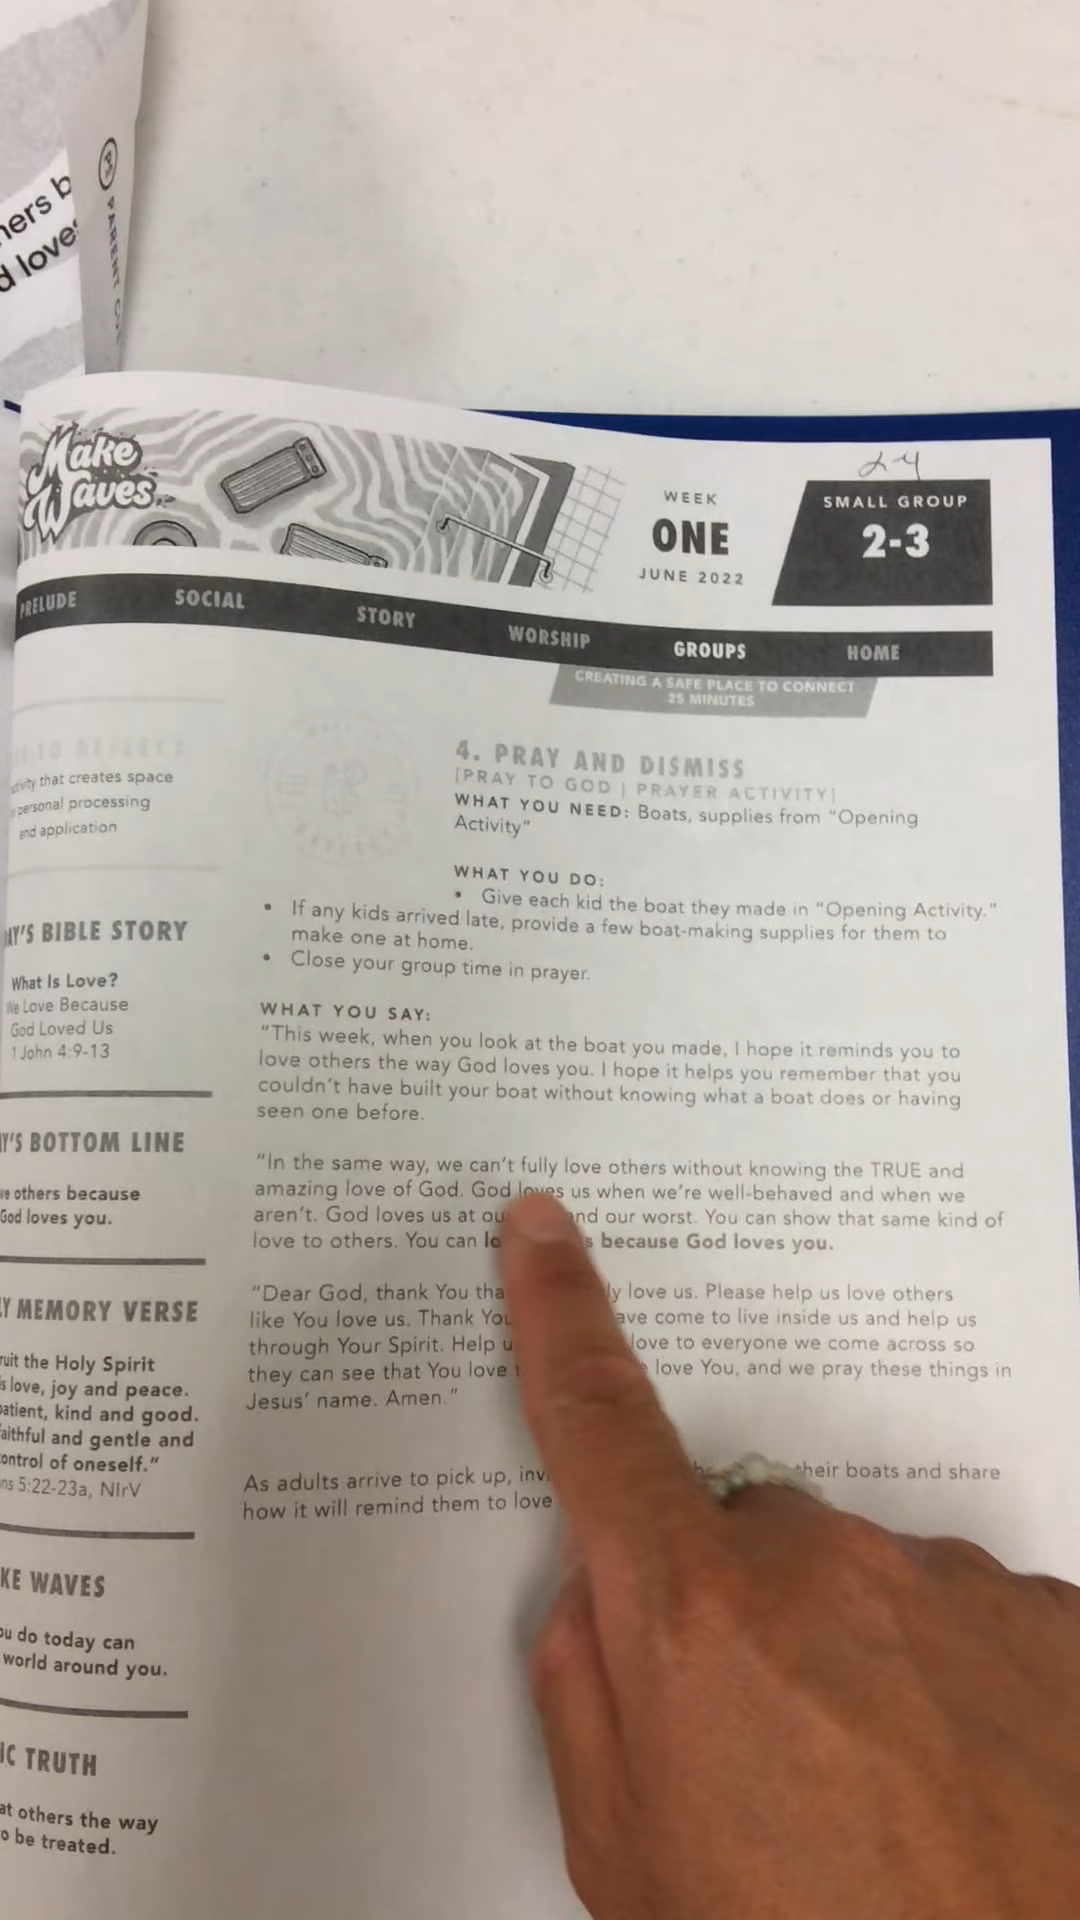 hers b
d love
PARENT
Make
Waves
WEEK
ONE
JUNE 2022
SMALL GROUP
2-3
PRELUDE
SOCIAL
STORY
WORSHIP
GROUPS
HOME
CREATING A SAFE PLACE TO CONNECT
25 MINUTES
TO REFLECT
ctivity that creates space
personal processing
and application
4. PRAY AND DISMISS
[PRAY TO GOD | PRAYER ACTIVITY]
WHAT YOU NEED: Boats, supplies from "Opening
Activity"
WHAT YOU DO:
• Give each kid the boat they made in "Opening Activity."
• If any kids arrived late, provide a few boat-making supplies for them to
make one at home.
• Close your group time in prayer.
WHAT YOU SAY:
"This week, when you look at the boat you made, I hope it reminds you to
love others the way God loves you. I hope it helps you remember that you
couldn't have built your boat without knowing what a boat does or having
seen one before.
"In the same way, we can't fully love others without knowing the TRUE and
amazing love of God. God loves us when we're well-behaved and when we
aren't. God loves us at ou and our worst. You can show that same kind of
love to others. You can lo s because God loves you.
"Dear God, thank You tha ly love us. Please help us love others
like You love us. Thank You ave come to live inside us and help us
through Your Spirit. Help u love to everyone we come across so
they can see that You love t love You, and we pray these things in
Jesus' name. Amen."
As adults arrive to pick up, inv heir boats and share
how it will remind them to love
AY'S BIBLE STORY
What Is Love?
We Love Because
God Loved Us
1 John 4:9-13
Y'S BOTTOM LINE
ve others because
God loves you.
LY MEMORY VERSE
ruit the Holy Spirit
s love, joy and peace.
patient, kind and good.
faithful and gentle and
control of oneself."
ns 5:22-23a, NIrV
KE WAVES
ou do today can
world around you.
IC TRUTH
at others the way
o be treated.